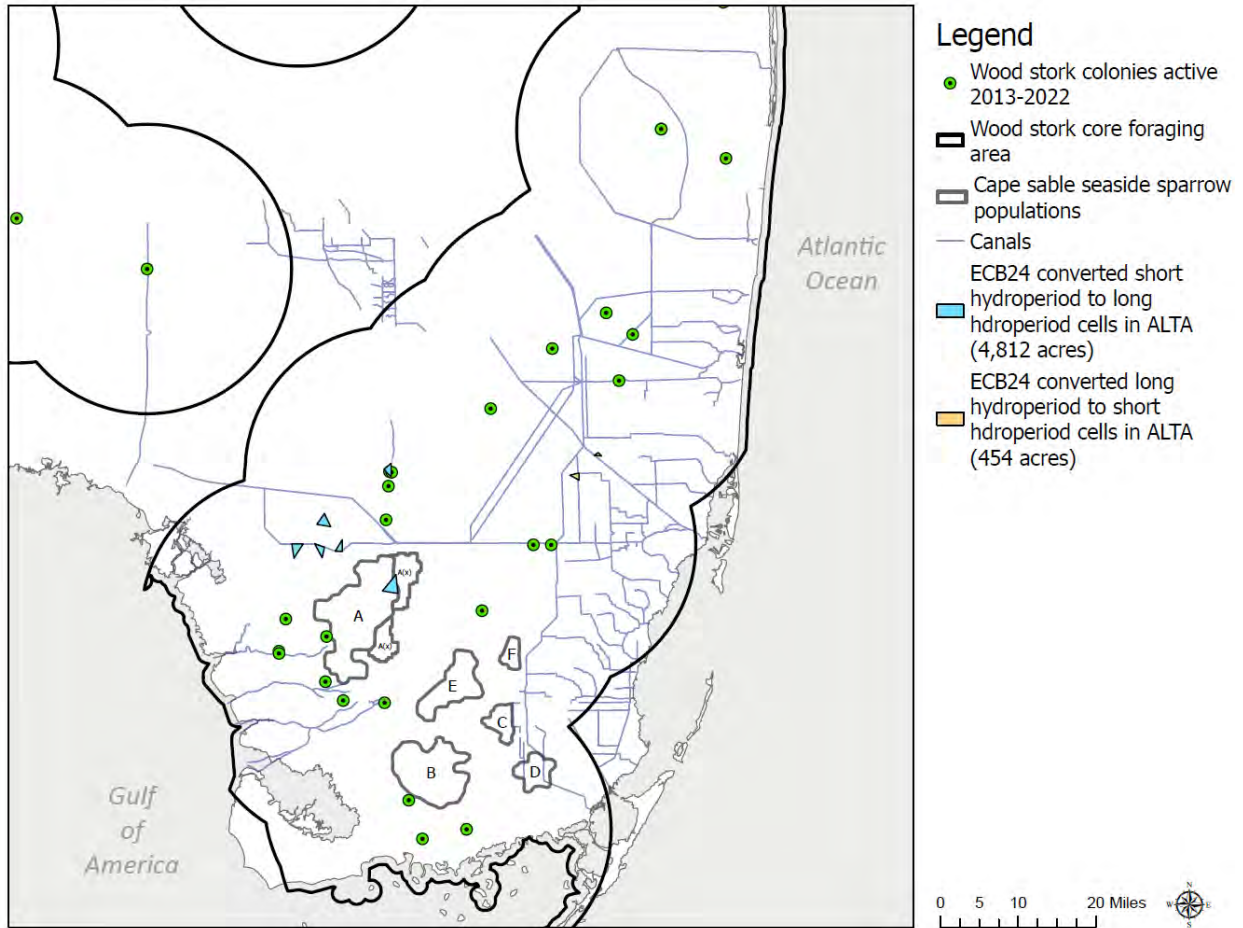 Legend
Wood stork colonies active
2013-2022
Wood stork core foraging
area
Cape sable seaside sparrow
populations
Canals
ECB24 converted short
hydroperiod to long
hdroperiod cells in ALTA
(4,812 acres)
ECB24 converted long
hydroperiod to short
hdroperiod cells in ALTA
(454 acres)
Atlantic
Ocean
A(x)
A
A(x)
F
E
C
B
D
Gulf
of
America
0 5 10 20 Miles
N
W E
S